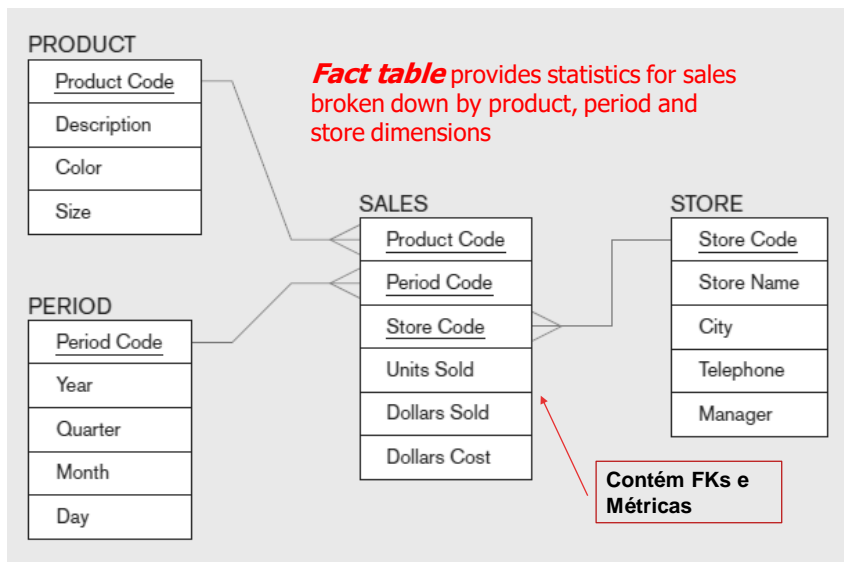 PRODUCT
Product Code
Description
Color
Size
Fact table provides statistics for sales
broken down by product, period and
store dimensions
PERIOD
Period Code
Year
Quarter
Month
Day
SALES
Product Code
Period Code
Store Code
Units Sold
Dollars Sold
Dollars Cost
STORE
Store Code
Store Name
City
Telephone
Manager
Contém FKs e
Métricas